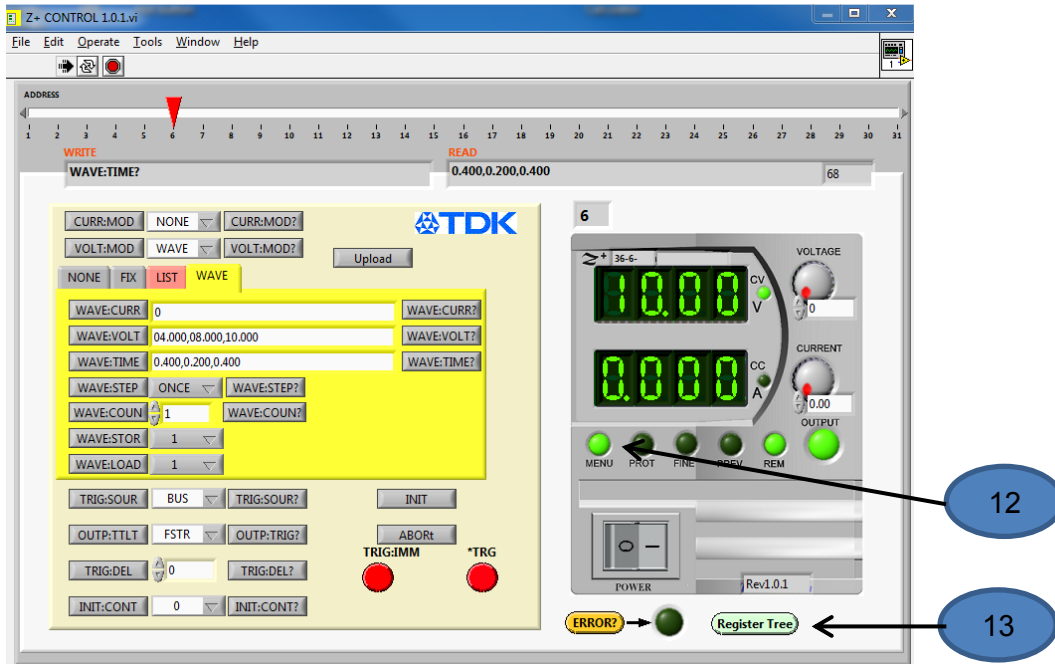 Z+ CONTROL 1.0.1.vi
File Edit Operate Tools Window Help
1
ADDRESS
1 2 3 4 5 6 7 8 9 10 11 12 13 14 15 16 17 18 19 20 21 22 23 24 25 26 27 28 29 30 31
WRITE READ
WAVE:TIME? 0.400,0.200,0.400 68
CURR:MOD NONE CURR:MOD?
TDK
VOLT:MOD WAVE VOLT:MOD?
Upload
NONE FIX LIST WAVE
WAVE:CURR 0 WAVE:CURR?
WAVE:VOLT 04.000,08.000,10.000 WAVE:VOLT?
WAVE:TIME 0.400,0.200,0.400 WAVE:TIME?
WAVE:STEP ONCE WAVE:STEP?
WAVE:COUN 1 WAVE:COUN?
WAVE:STOR 1
WAVE:LOAD 1
TRIG:SOUR BUS TRIG:SOUR? INIT
OUTP:TTLT FSTR OUTP:TRIG? ABORt
TRIG:IMM *TRG
TRIG:DEL 0 TRIG:DEL?
INIT:CONT 0 INIT:CONT?
6
Z+ 36-6-
10.00 CV V
VOLTAGE
0
0.000 CC A
CURRENT
0.00
OUTPUT
MENU PROT FINE PREV REM
POWER
Rev1.0.1
ERROR? Register Tree
12
13